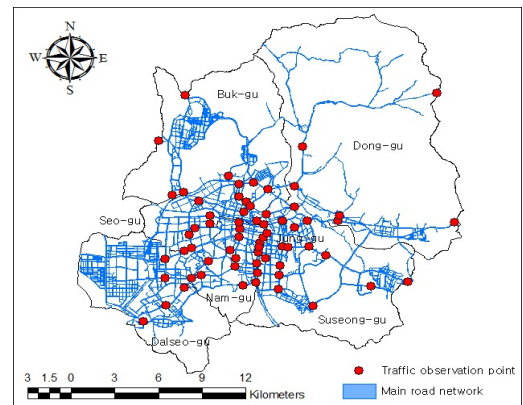 N
W E
S
Buk-gu
Dong-gu
Seo-gu
Jung-gu
Nam-gu
Suseong-gu
Dalseo-gu
3 1.5 0 3 6 9 12
Kilometers
Traffic observation point
Main road network